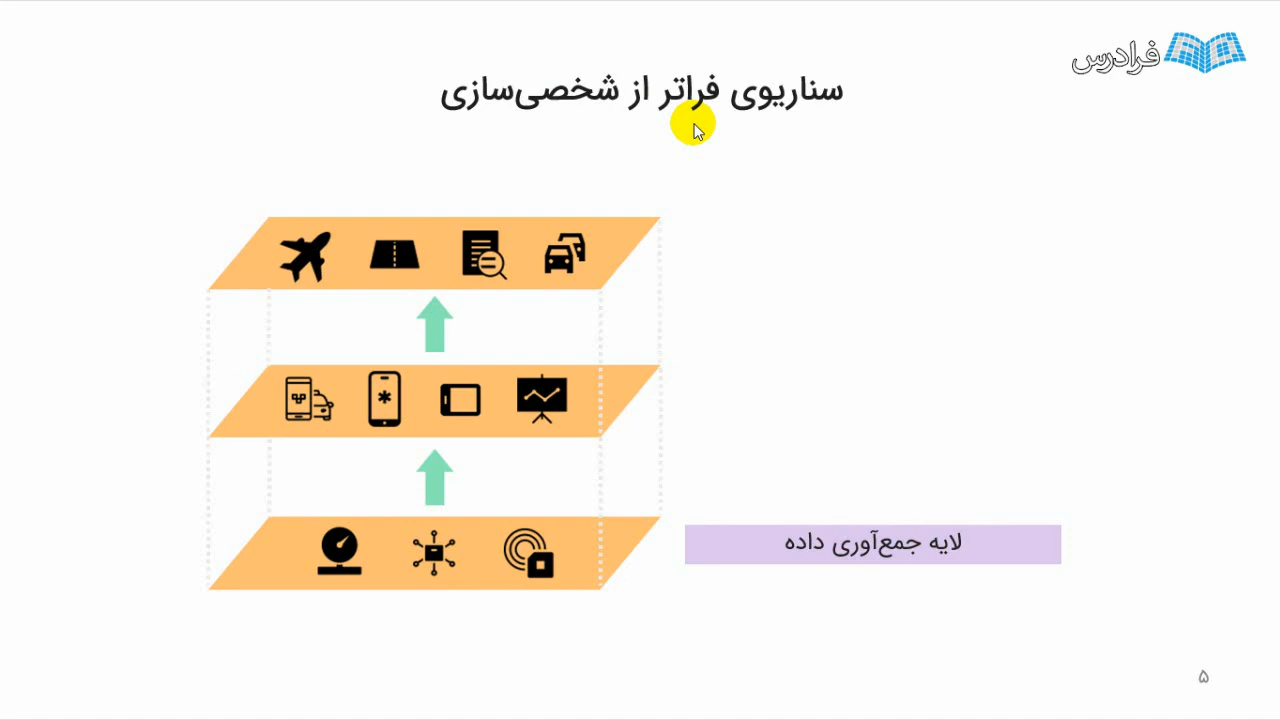 فرادرس
سناریوی فراتر از شخصی‌سازی
لایه جمع‌آوری داده
۵